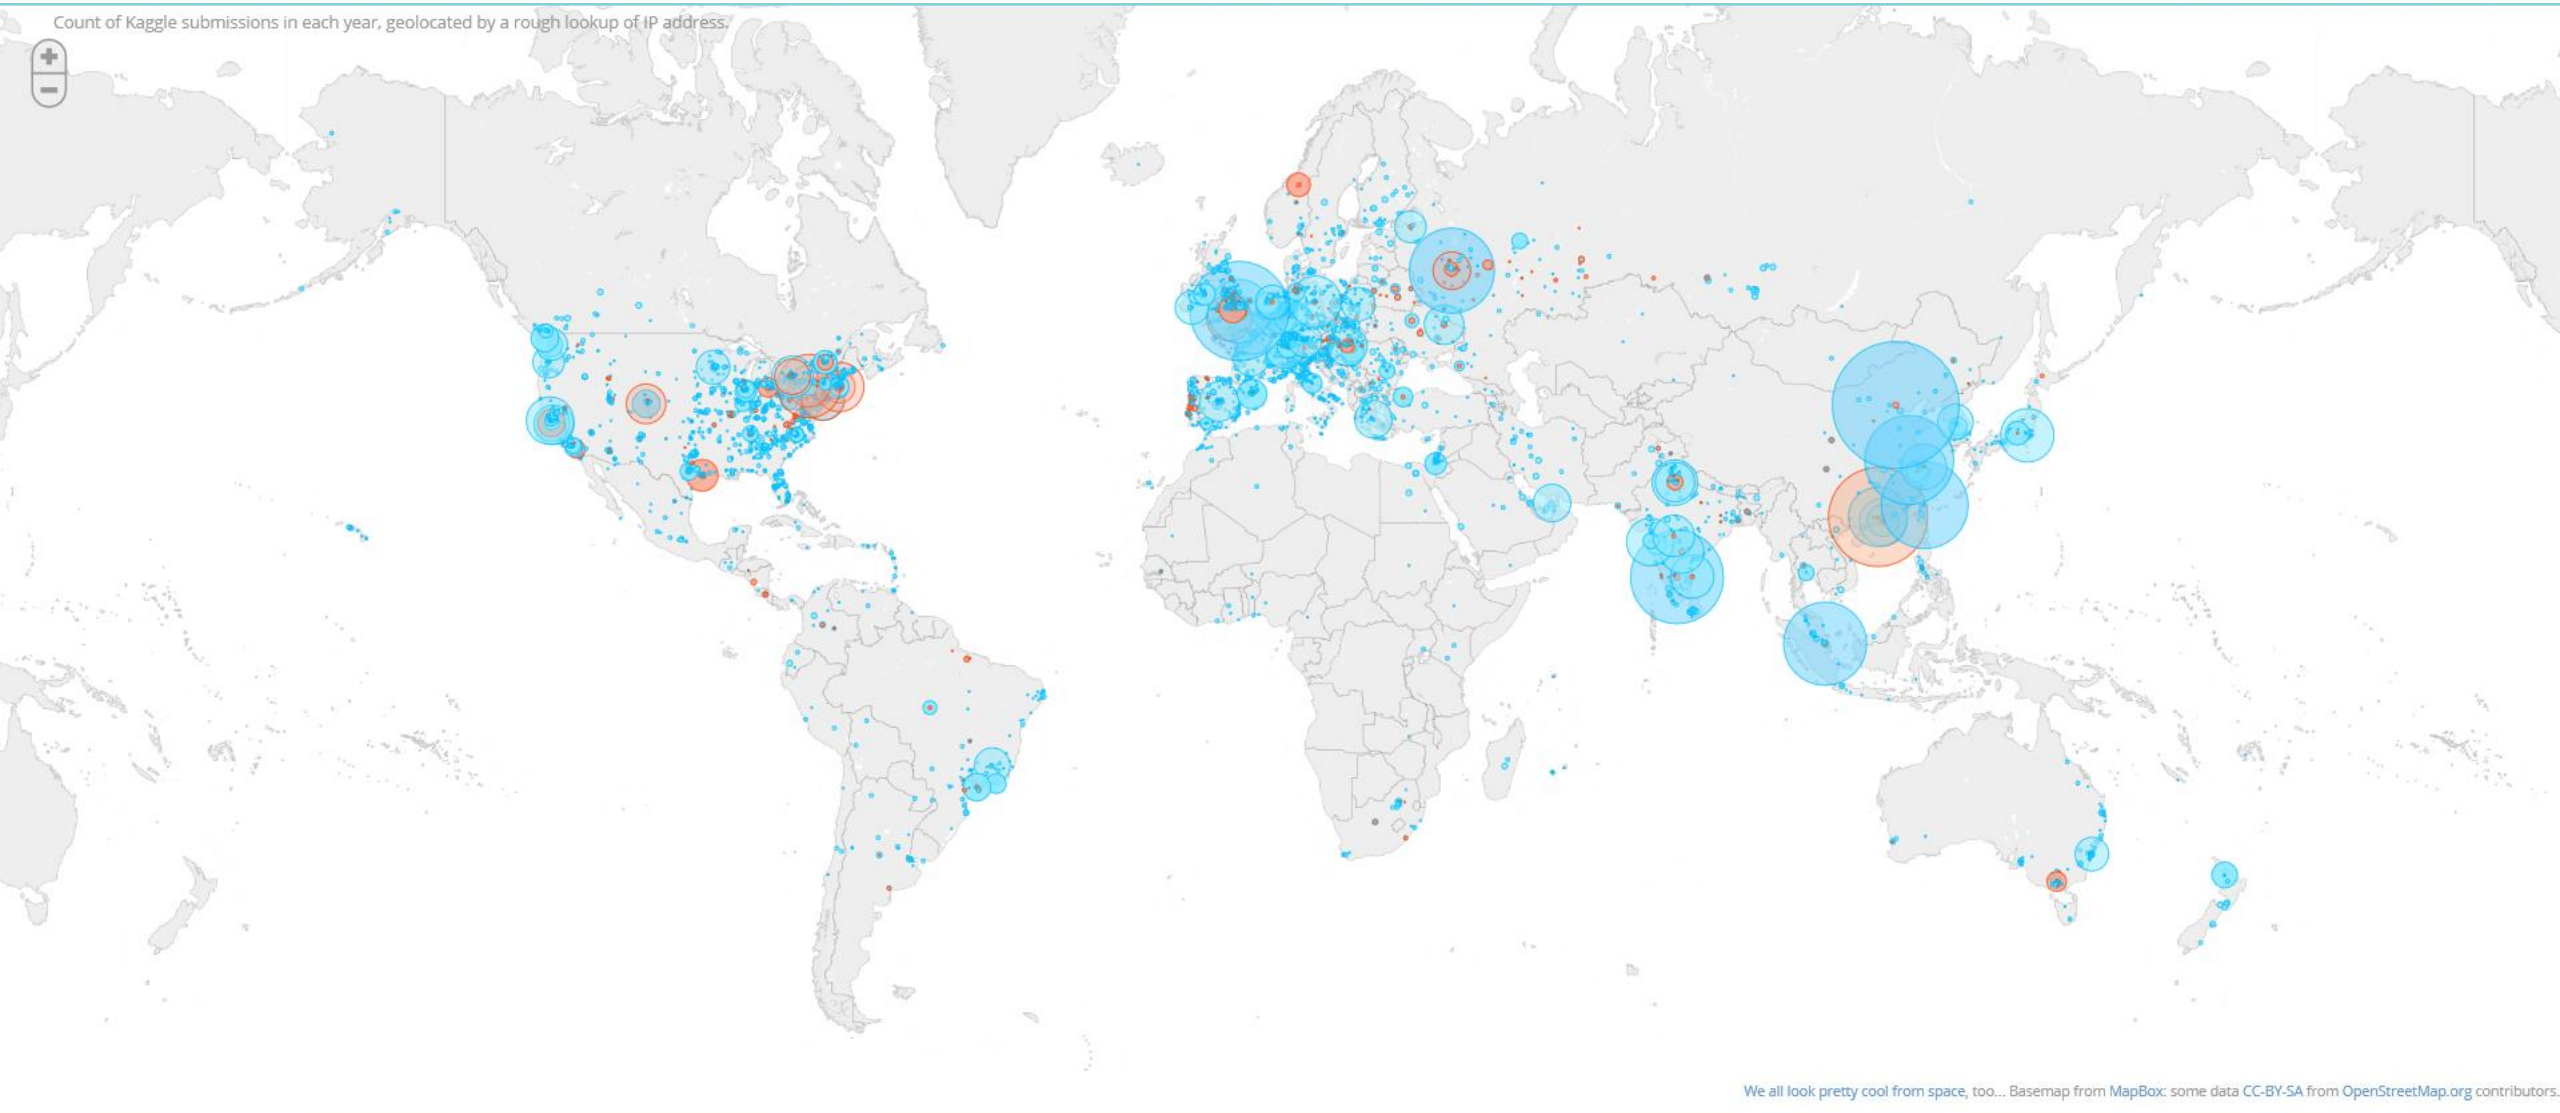 Count of Kaggle submissions in each year, geolocated by a rough lookup of IP address.
We all look pretty cool from space, too... Basemap from MapBox: some data CC-BY-SA from OpenStreetMap.org contributors.